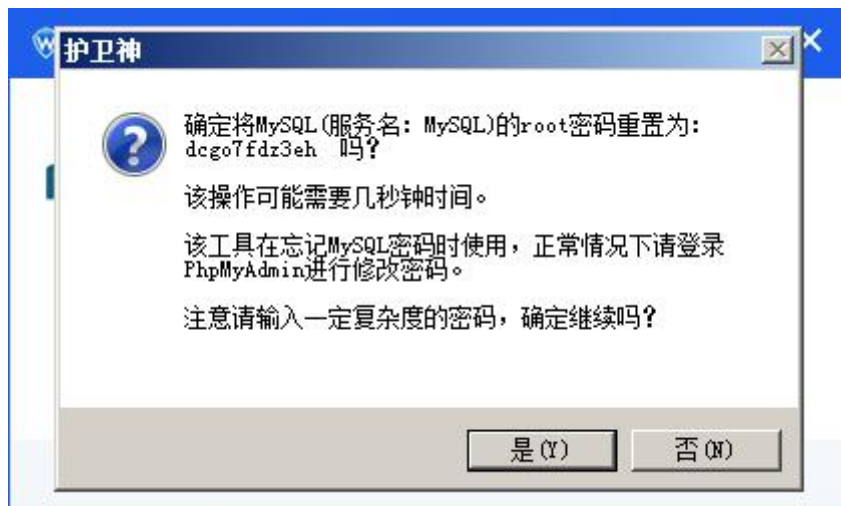 护卫神
确定将MySQL(服务名: MySQL)的root密码重置为:
dcgo7fdz3eh 吗?
该操作可能需要几秒钟时间。
该工具在忘记MySQL密码时使用，正常情况下请登录
PhpMyAdmin进行修改密码。
注意请输入一定复杂度的密码，确定继续吗?
是(Y)
否(N)